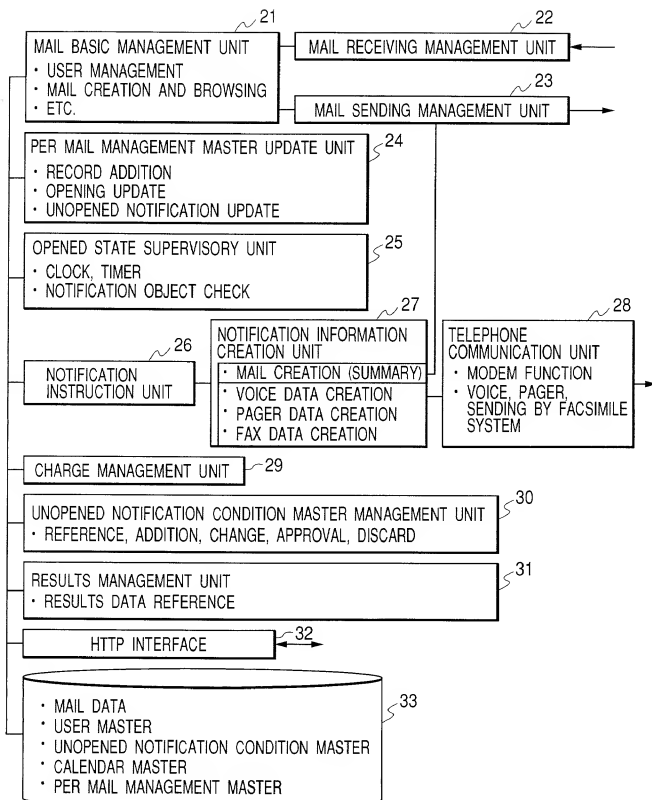 21
MAIL BASIC MANAGEMENT UNIT
• USER MANAGEMENT
• MAIL CREATION AND BROWSING
• ETC.
22
MAIL RECEIVING MANAGEMENT UNIT
23
MAIL SENDING MANAGEMENT UNIT
24
PER MAIL MANAGEMENT MASTER UPDATE UNIT
• RECORD ADDITION
• OPENING UPDATE
• UNOPENED NOTIFICATION UPDATE
25
OPENED STATE SUPERVISORY UNIT
• CLOCK, TIMER
• NOTIFICATION OBJECT CHECK
26
NOTIFICATION
INSTRUCTION UNIT
27
NOTIFICATION INFORMATION
CREATION UNIT
• MAIL CREATION (SUMMARY)
• VOICE DATA CREATION
• PAGER DATA CREATION
• FAX DATA CREATION
28
TELEPHONE
COMMUNICATION UNIT
• MODEM FUNCTION
• VOICE, PAGER,
SENDING BY FACSIMILE
SYSTEM
29
CHARGE MANAGEMENT UNIT
30
UNOPENED NOTIFICATION CONDITION MASTER MANAGEMENT UNIT
• REFERENCE, ADDITION, CHANGE, APPROVAL, DISCARD
31
RESULTS MANAGEMENT UNIT
• RESULTS DATA REFERENCE
32
HTTP INTERFACE
33
• MAIL DATA
• USER MASTER
• UNOPENED NOTIFICATION CONDITION MASTER
• CALENDAR MASTER
• PER MAIL MANAGEMENT MASTER